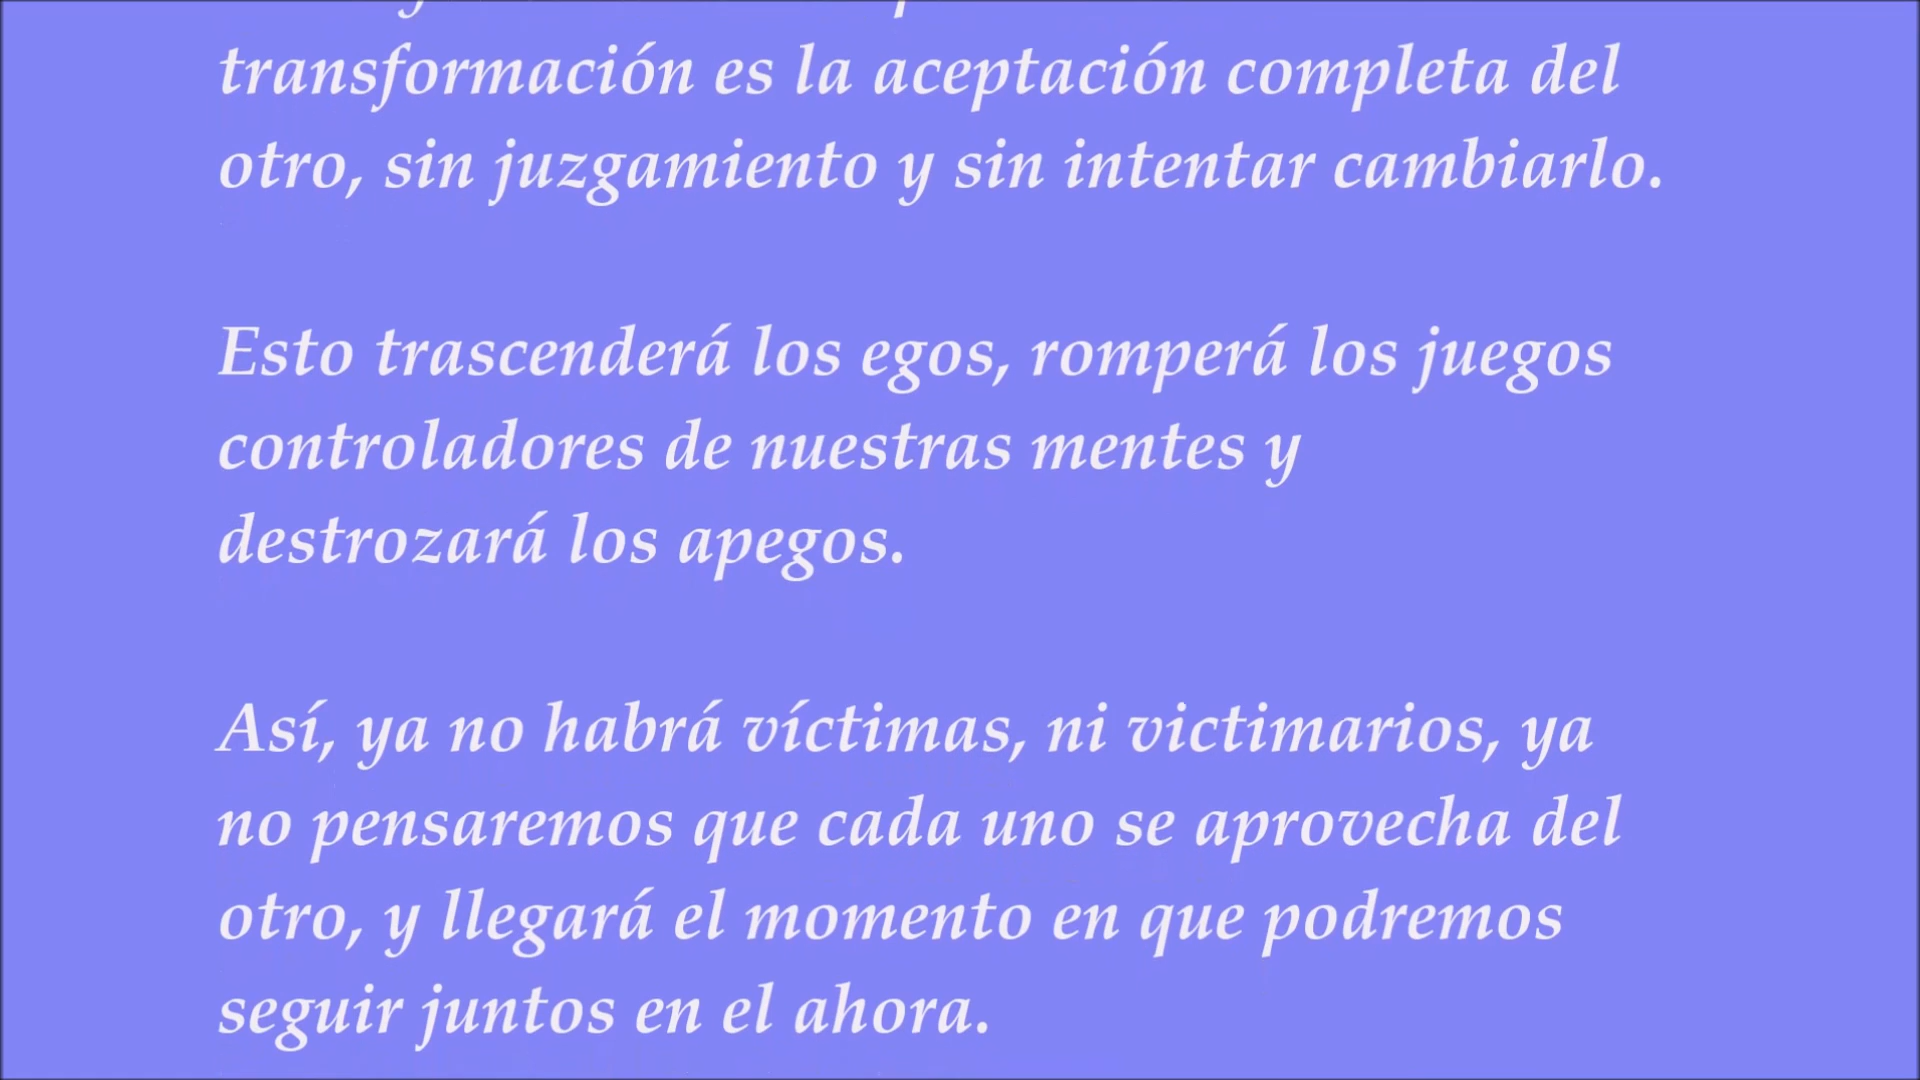 transformación es la aceptación completa del
otro, sin juzgamiento y sin intentar cambiarlo.
Esto trascenderá los egos, romperá los juegos
controladores de nuestras mentes y
destrozará los apegos.
Así, ya no habrá víctimas, ni victimarios, ya
no pensaremos que cada uno se aprovecha del
otro, y llegará el momento en que podremos
seguir juntos en el ahora.